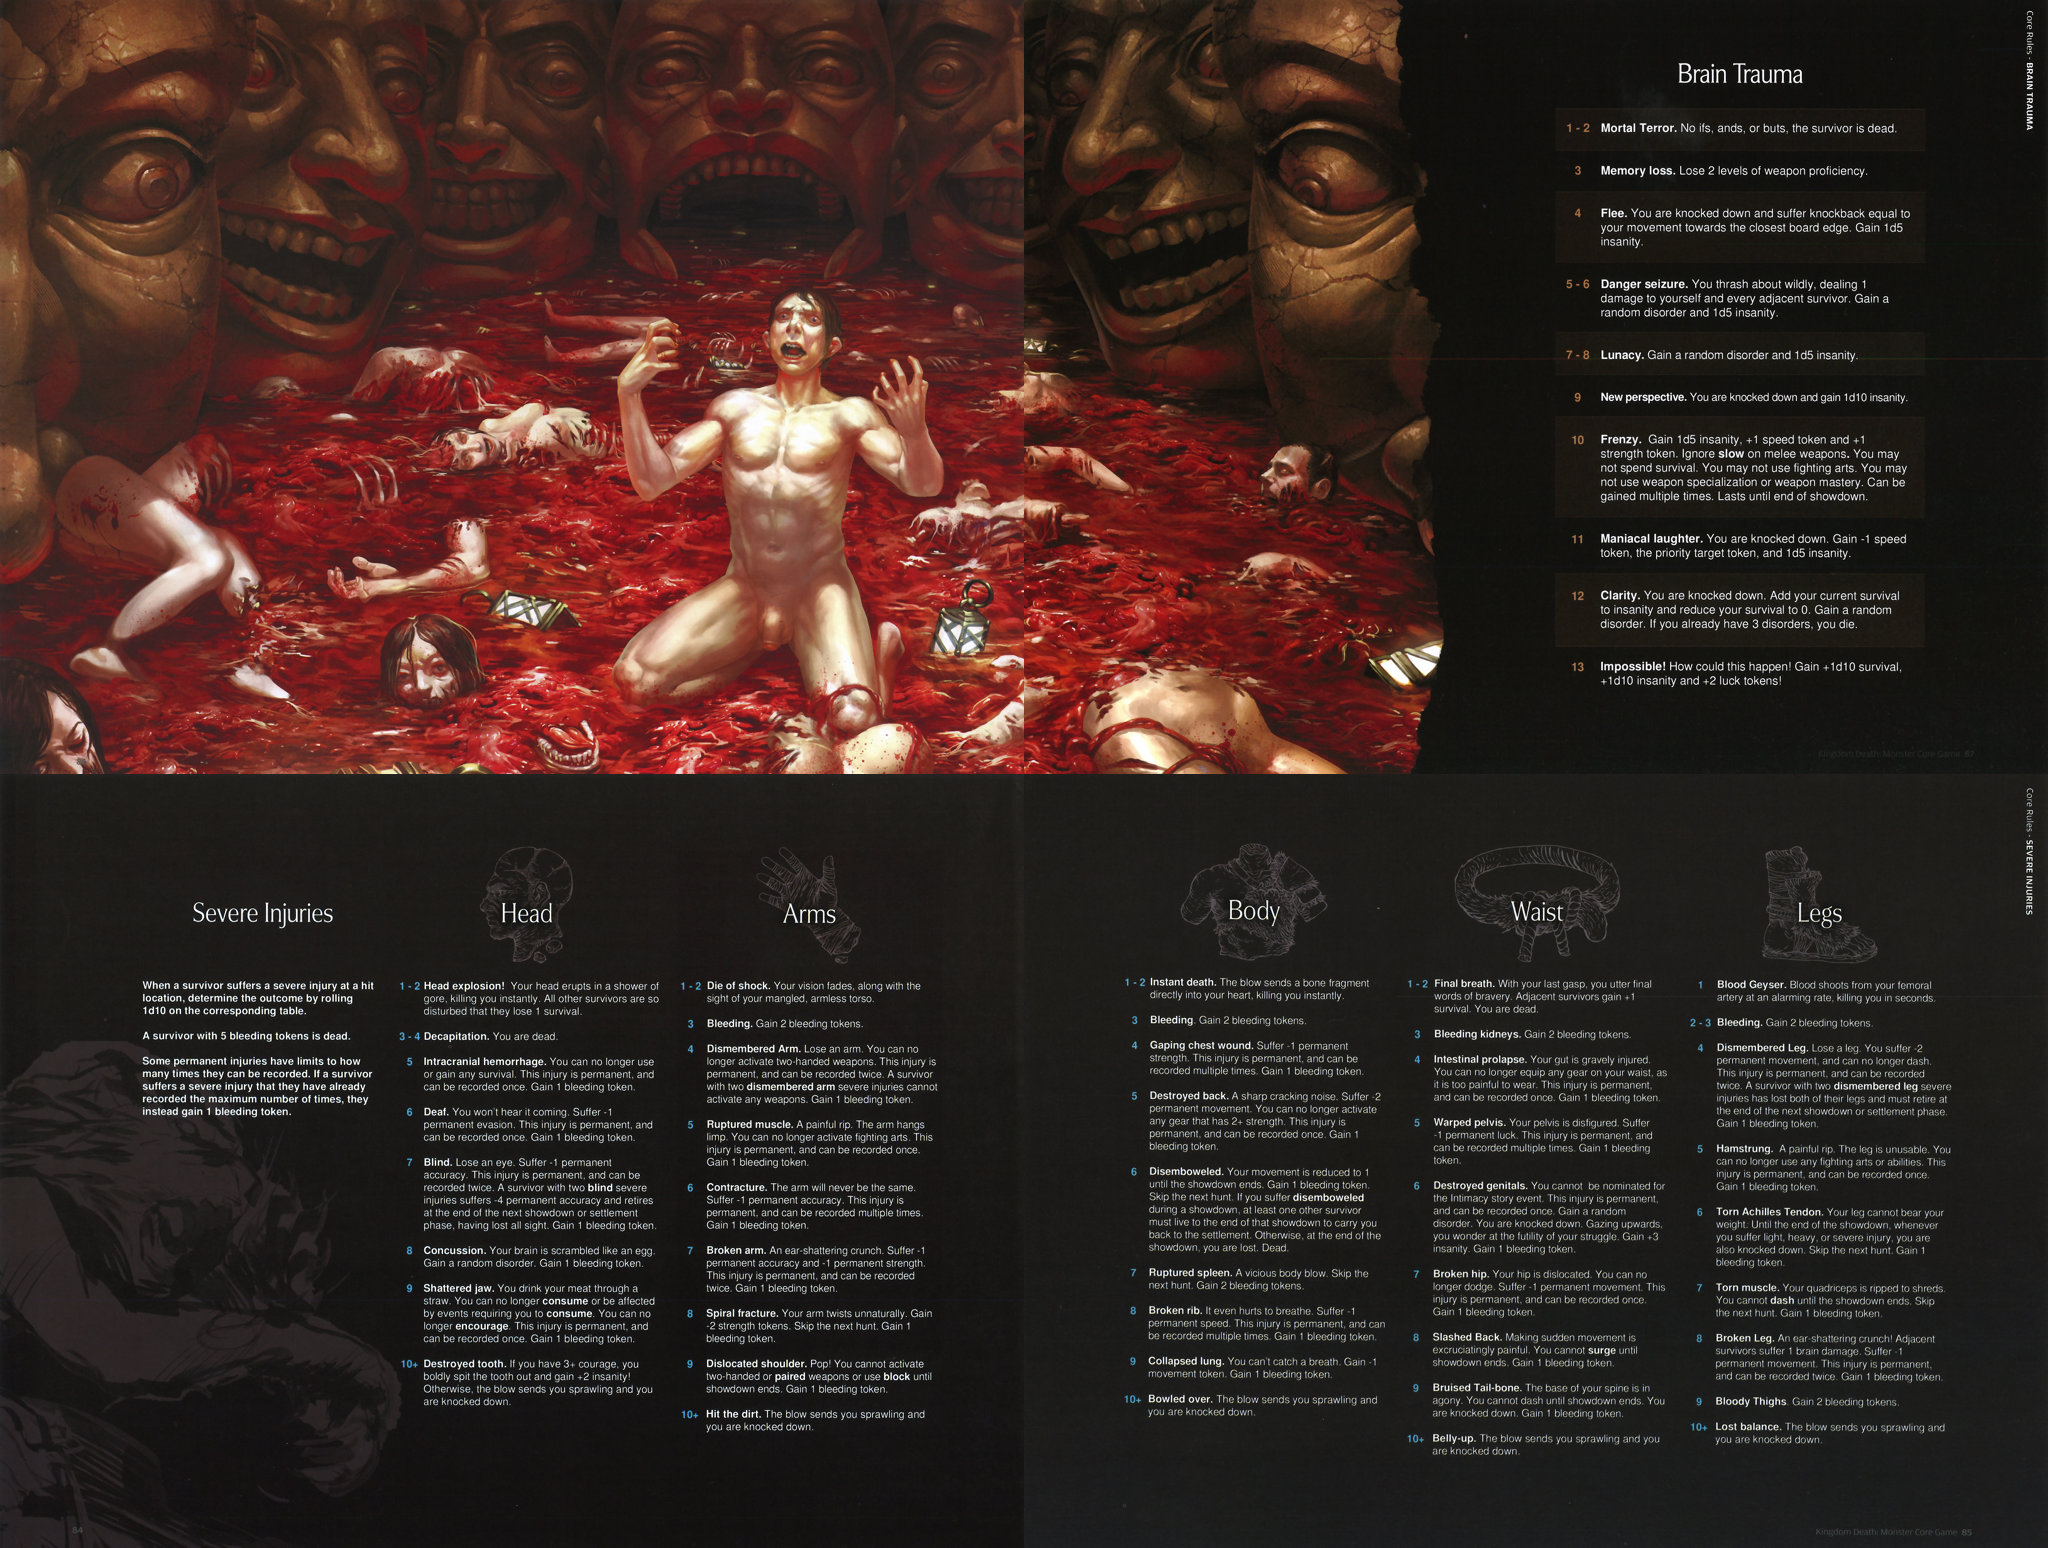 Core Rules - BRAIN TRAUMA
Brain Trauma
1 - 2 Mortal Terror. No ifs, ands, or buts, the survivor is dead.
3 Memory loss. Lose 2 levels of weapon proficiency.
4 Flee. You are knocked down and suffer knockback equal to
your movement towards the closest board edge. Gain 1d5
insanity.
5 - 6 Danger seizure. You thrash about wildly, dealing 1
damage to yourself and every adjacent survivor. Gain a
random disorder and 1d5 insanity.
7 - 8 Lunacy. Gain a random disorder and 1d5 insanity.
9 New perspective. You are knocked down and gain 1d10 insanity.
10 Frenzy. Gain 1d5 insanity, +1 speed token and +1
strength token. Ignore slow on melee weapons. You may
not spend survival. You may not use fighting arts. You may
not use weapon specialization or weapon mastery. Can be
gained multiple times. Lasts until end of showdown.
11 Maniacal laughter. You are knocked down. Gain -1 speed
token, the priority target token, and 1d5 insanity.
12 Clarity. You are knocked down. Add your current survival
to insanity and reduce your survival to 0. Gain a random
disorder. If you already have 3 disorders, you die.
13 Impossible! How could this happen! Gain +1d10 survival,
+1d10 insanity and +2 luck tokens!
Kingdom Death: Monster Core Game 87
Severe Injuries
When a survivor suffers a severe injury at a hit
location, determine the outcome by rolling
1d10 on the corresponding table.
A survivor with 5 bleeding tokens is dead.
Some permanent injuries have limits to how
many times they can be recorded. If a survivor
suffers a severe injury that they have already
recorded the maximum number of times, they
instead gain 1 bleeding token.
Head
1 - 2 Head explosion! Your head erupts in a shower of
gore, killing you instantly. All other survivors are so
disturbed that they lose 1 survival.
3 - 4 Decapitation. You are dead.
5 Intracranial hemorrhage. You can no longer use
or gain any survival. This injury is permanent, and
can be recorded once. Gain 1 bleeding token.
6 Deaf. You won't hear it coming. Suffer -1
permanent evasion. This injury is permanent, and
can be recorded once. Gain 1 bleeding token.
7 Blind. Lose an eye. Suffer -1 permanent
accuracy. This injury is permanent, and can be
recorded twice. A survivor with two blind severe
injuries suffers -4 permanent accuracy and retires
at the end of the next showdown or settlement
phase, having lost all sight. Gain 1 bleeding token.
8 Concussion. Your brain is scrambled like an egg.
Gain a random disorder. Gain 1 bleeding token.
9 Shattered jaw. You drink your meat through a
straw. You can no longer consume or be affected
by events requiring you to consume. You can no
longer encourage. This injury is permanent, and
can be recorded once. Gain 1 bleeding token.
10+ Destroyed tooth. If you have 3+ courage, you
boldly spit the tooth out and gain +2 insanity!
Otherwise, the blow sends you sprawling and you
are knocked down.
Arms
1 - 2 Die of shock. Your vision fades, along with the
sight of your mangled, armless torso.
3 Bleeding. Gain 2 bleeding tokens.
4 Dismembered Arm. Lose an arm. You can no
longer activate two-handed weapons. This injury is
permanent, and can be recorded twice. A survivor
with two dismembered arm severe injuries cannot
activate any weapons. Gain 1 bleeding token.
5 Ruptured muscle. A painful rip. The arm hangs
limp. You can no longer activate fighting arts. This
injury is permanent, and can be recorded once.
Gain 1 bleeding token.
6 Contracture. The arm will never be the same.
Suffer -1 permanent accuracy. This injury is
permanent, and can be recorded multiple times.
Gain 1 bleeding token.
7 Broken arm. An ear-shattering crunch. Suffer -1
permanent accuracy and -1 permanent strength.
This injury is permanent, and can be recorded
twice. Gain 1 bleeding token.
8 Spiral fracture. Your arm twists unnaturally. Gain
-2 strength tokens. Skip the next hunt. Gain 1
bleeding token.
9 Dislocated shoulder. Pop! You cannot activate
two-handed or paired weapons or use block until
showdown ends. Gain 1 bleeding token.
10+ Hit the dirt. The blow sends you sprawling and
you are knocked down.
84
Core Rules - SEVERE INJURIES
Body
1 - 2 Instant death. The blow sends a bone fragment
directly into your heart, killing you instantly.
3 Bleeding. Gain 2 bleeding tokens.
4 Gaping chest wound. Suffer -1 permanent
strength. This injury is permanent, and can be
recorded multiple times. Gain 1 bleeding token.
5 Destroyed back. A sharp cracking noise. Suffer -2
permanent movement. You can no longer activate
any gear that has 2+ strength. This injury is
permanent, and can be recorded once. Gain 1
bleeding token.
6 Disemboweled. Your movement is reduced to 1
until the showdown ends. Gain 1 bleeding token.
Skip the next hunt. If you suffer disemboweled
during a showdown, at least one other survivor
must live to the end of that showdown to carry you
back to the settlement. Otherwise, at the end of the
showdown, you are lost. Dead.
7 Ruptured spleen. A vicious body blow. Skip the
next hunt. Gain 2 bleeding tokens.
8 Broken rib. It even hurts to breathe. Suffer -1
permanent speed. This injury is permanent, and can
be recorded multiple times. Gain 1 bleeding token.
9 Collapsed lung. You can't catch a breath. Gain -1
movement token. Gain 1 bleeding token.
10+ Bowled over. The blow sends you sprawling and
you are knocked down.
Waist
1 - 2 Final breath. With your last gasp, you utter final
words of bravery. Adjacent survivors gain +1
survival. You are dead.
3 Bleeding kidneys. Gain 2 bleeding tokens.
4 Intestinal prolapse. Your gut is gravely injured.
You can no longer equip any gear on your waist, as
it is too painful to wear. This injury is permanent,
and can be recorded once. Gain 1 bleeding token.
5 Warped pelvis. Your pelvis is disfigured. Suffer
-1 permanent luck. This injury is permanent, and
can be recorded multiple times. Gain 1 bleeding
token.
6 Destroyed genitals. You cannot be nominated for
the Intimacy story event. This injury is permanent,
and can be recorded once. Gain a random
disorder. You are knocked down. Gazing upwards,
you wonder at the futility of your struggle. Gain +3
insanity. Gain 1 bleeding token.
7 Broken hip. Your hip is dislocated. You can no
longer dodge. Suffer -1 permanent movement. This
injury is permanent, and can be recorded once.
Gain 1 bleeding token.
8 Slashed Back. Making sudden movement is
excruciatingly painful. You cannot surge until
showdown ends. Gain 1 bleeding token.
9 Bruised Tail-bone. The base of your spine is in
agony. You cannot dash until showdown ends. You
are knocked down. Gain 1 bleeding token.
10+ Belly-up. The blow sends you sprawling and you
are knocked down.
Legs
1 Blood Geyser. Blood shoots from your femoral
artery at an alarming rate, killing you in seconds.
2 - 3 Bleeding. Gain 2 bleeding tokens.
4 Dismembered Leg. Lose a leg. You suffer -2
permanent movement, and can no longer dash.
This injury is permanent, and can be recorded
twice. A survivor with two dismembered leg severe
injuries has lost both of their legs and must retire at
the end of the next showdown or settlement phase.
Gain 1 bleeding token.
5 Hamstrung. A painful rip. The leg is unusable. You
can no longer use any fighting arts or abilities. This
injury is permanent, and can be recorded once.
Gain 1 bleeding token.
6 Torn Achilles Tendon. Your leg cannot bear your
weight. Until the end of the showdown, whenever
you suffer light, heavy, or severe injury, you are
also knocked down. Skip the next hunt. Gain 1
bleeding token.
7 Torn muscle. Your quadriceps is ripped to shreds.
You cannot dash until the showdown ends. Skip
the next hunt. Gain 1 bleeding token.
8 Broken Leg. An ear-shattering crunch! Adjacent
survivors suffer 1 brain damage. Suffer -1
permanent movement. This injury is permanent,
and can be recorded twice. Gain 1 bleeding token.
9 Bloody Thighs. Gain 2 bleeding tokens.
10+ Lost balance. The blow sends you sprawling and
you are knocked down.
Kingdom Death: Monster Core Game 85